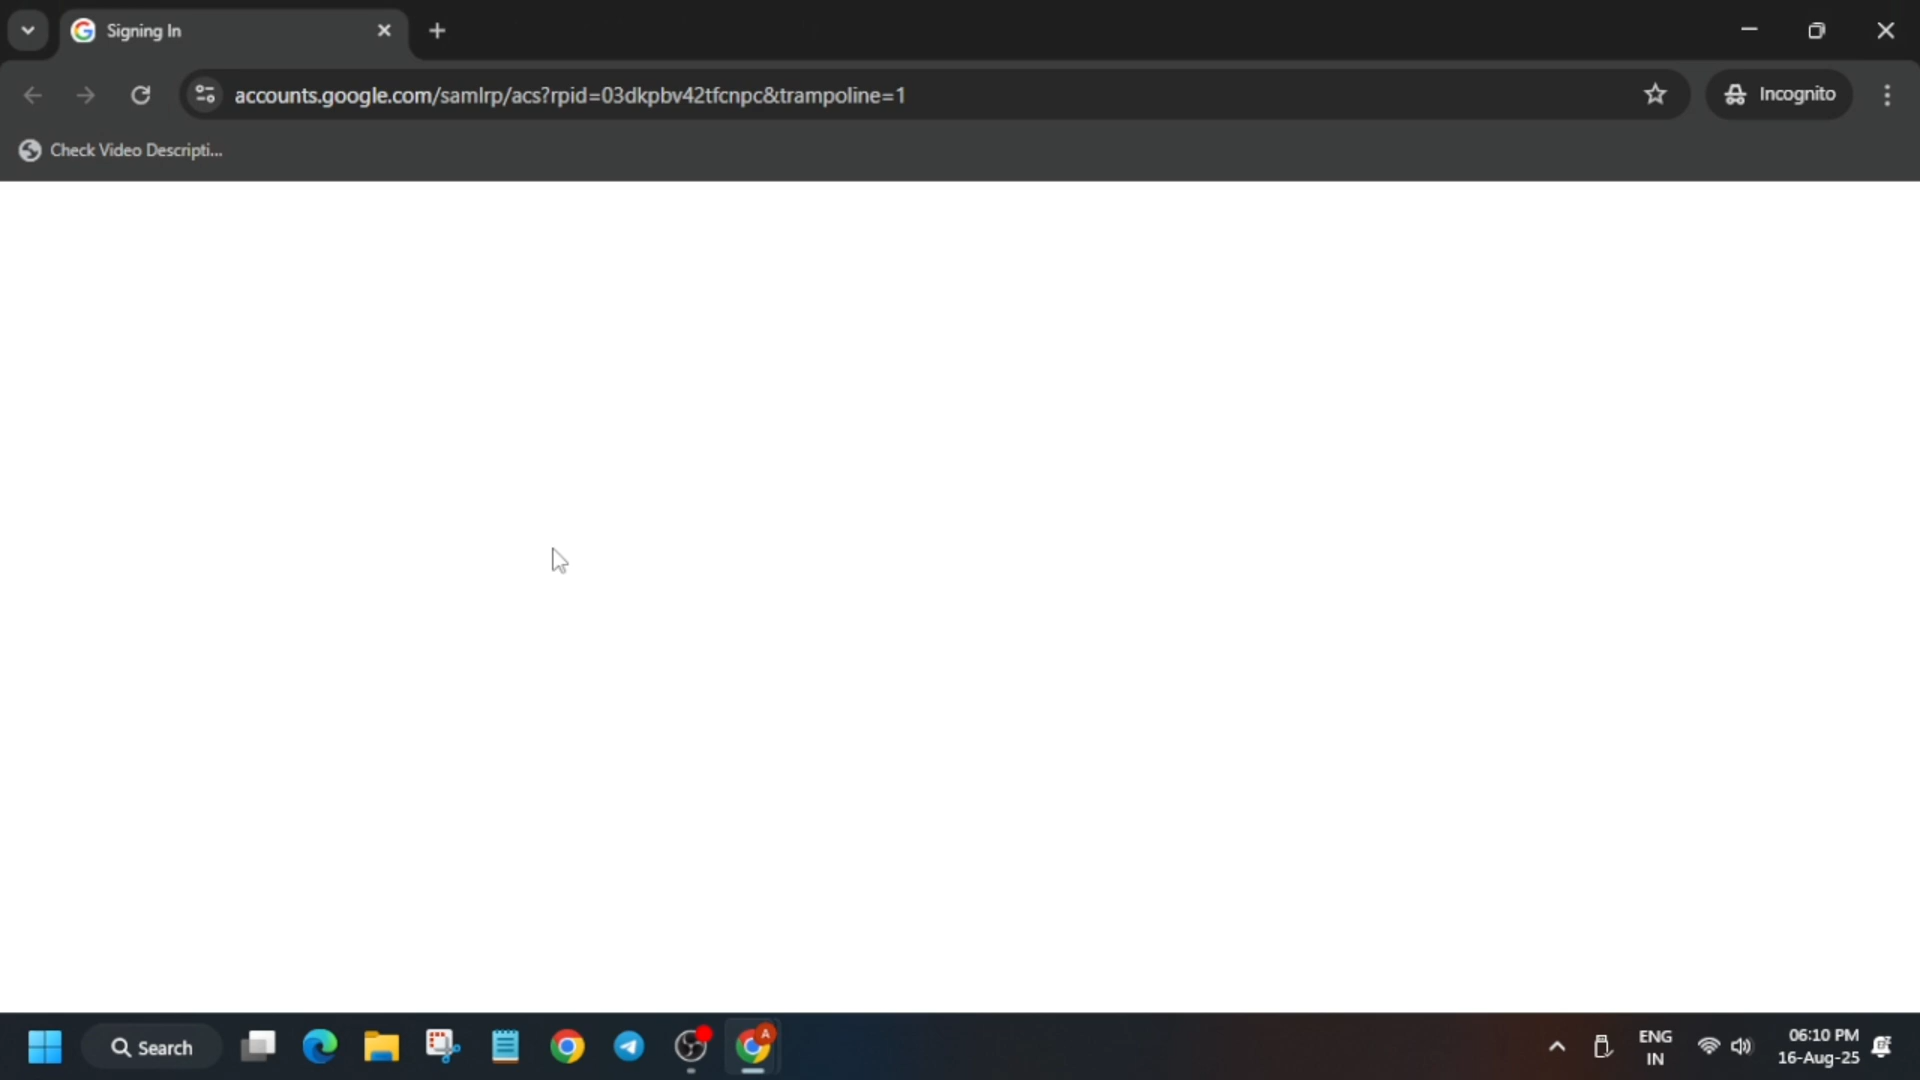 Signing In
accounts.google.com/samlrp/acs?rpid=03dkpbv42tfcnpc&trampoline=1
Incognito
Check Video Descripti...
Search
A
ENG
IN
06:10 PM
16-Aug-25